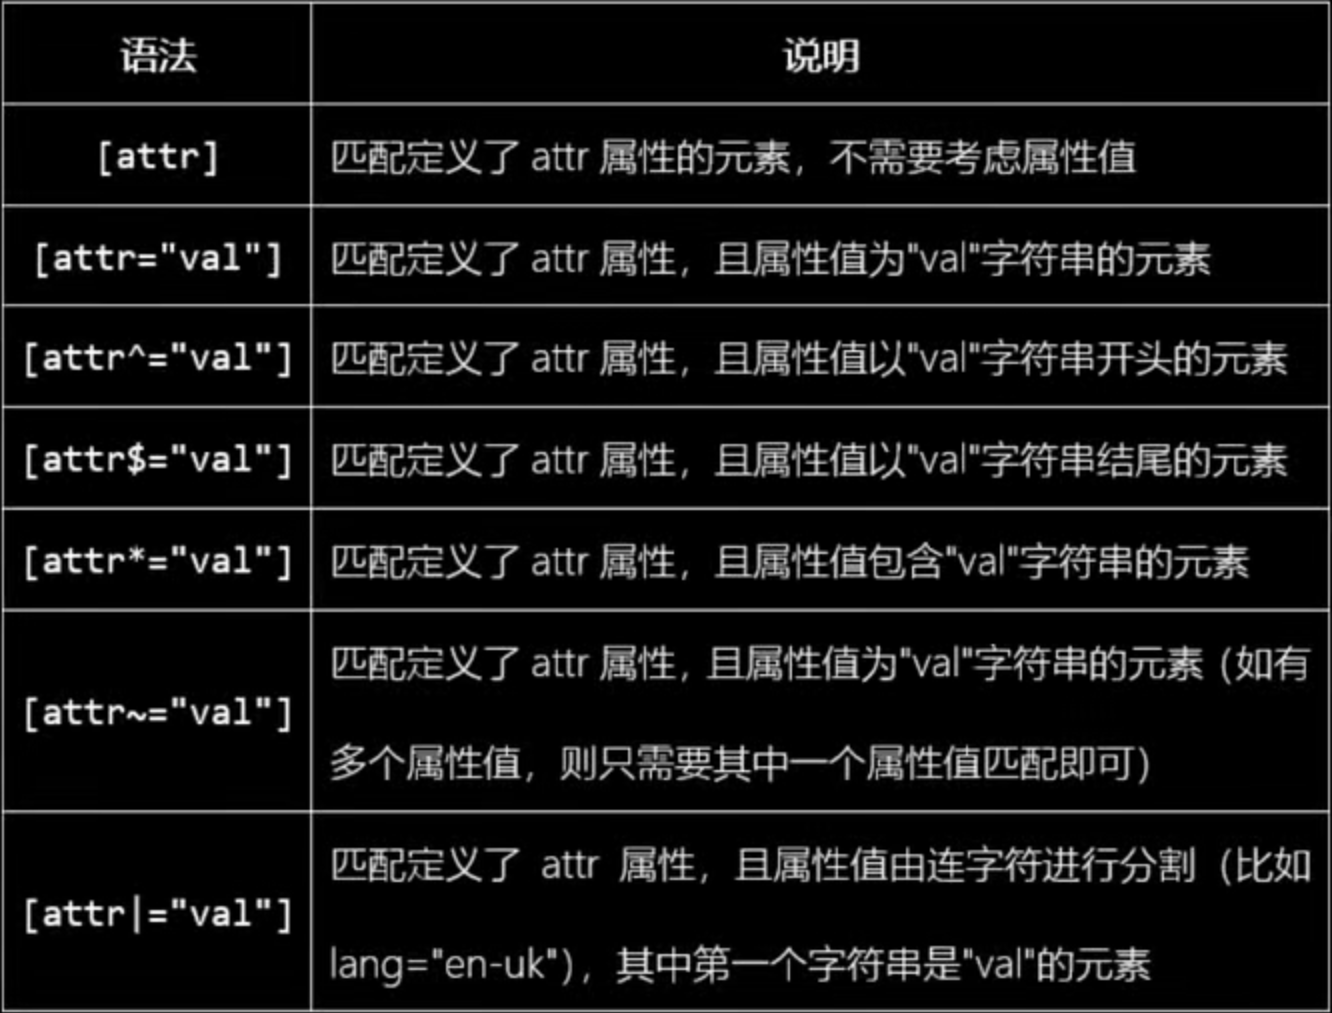 语法
说明
[attr]
匹配定义了 attr 属性的元素，不需要考虑属性值
[attr="val"]
匹配定义了 attr 属性，且属性值为"val"字符串的元素
[attr^="val"]
匹配定义了 attr 属性，且属性值以"val"字符串开头的元素
[attr$="val"]
匹配定义了 attr 属性，且属性值以"val"字符串结尾的元素
[attr*="val"]
匹配定义了 attr 属性，且属性值包含"val"字符串的元素
[attr~="val"]
匹配定义了 attr 属性，且属性值为"val"字符串的元素（如有
多个属性值，则只需要其中一个属性值匹配即可）
[attr|="val"]
匹配定义了 attr 属性，且属性值由连字符进行分割（比如
lang="en-uk"），其中第一个字符串是"val"的元素